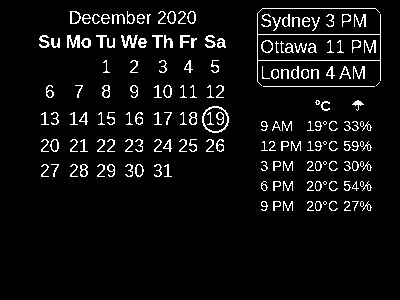 December 2020
Su Mo Tu We Th Fr Sa
1 2 3 4 5
6 7 8 9 10 11 12
13 14 15 16 17 18 19
20 21 22 23 24 25 26
27 28 29 30 31
Sydney 3 PM
Ottawa 11 PM
London 4 AM
°C ☂
9 AM 19°C 33%
12 PM 19°C 59%
3 PM 20°C 30%
6 PM 20°C 54%
9 PM 20°C 27%